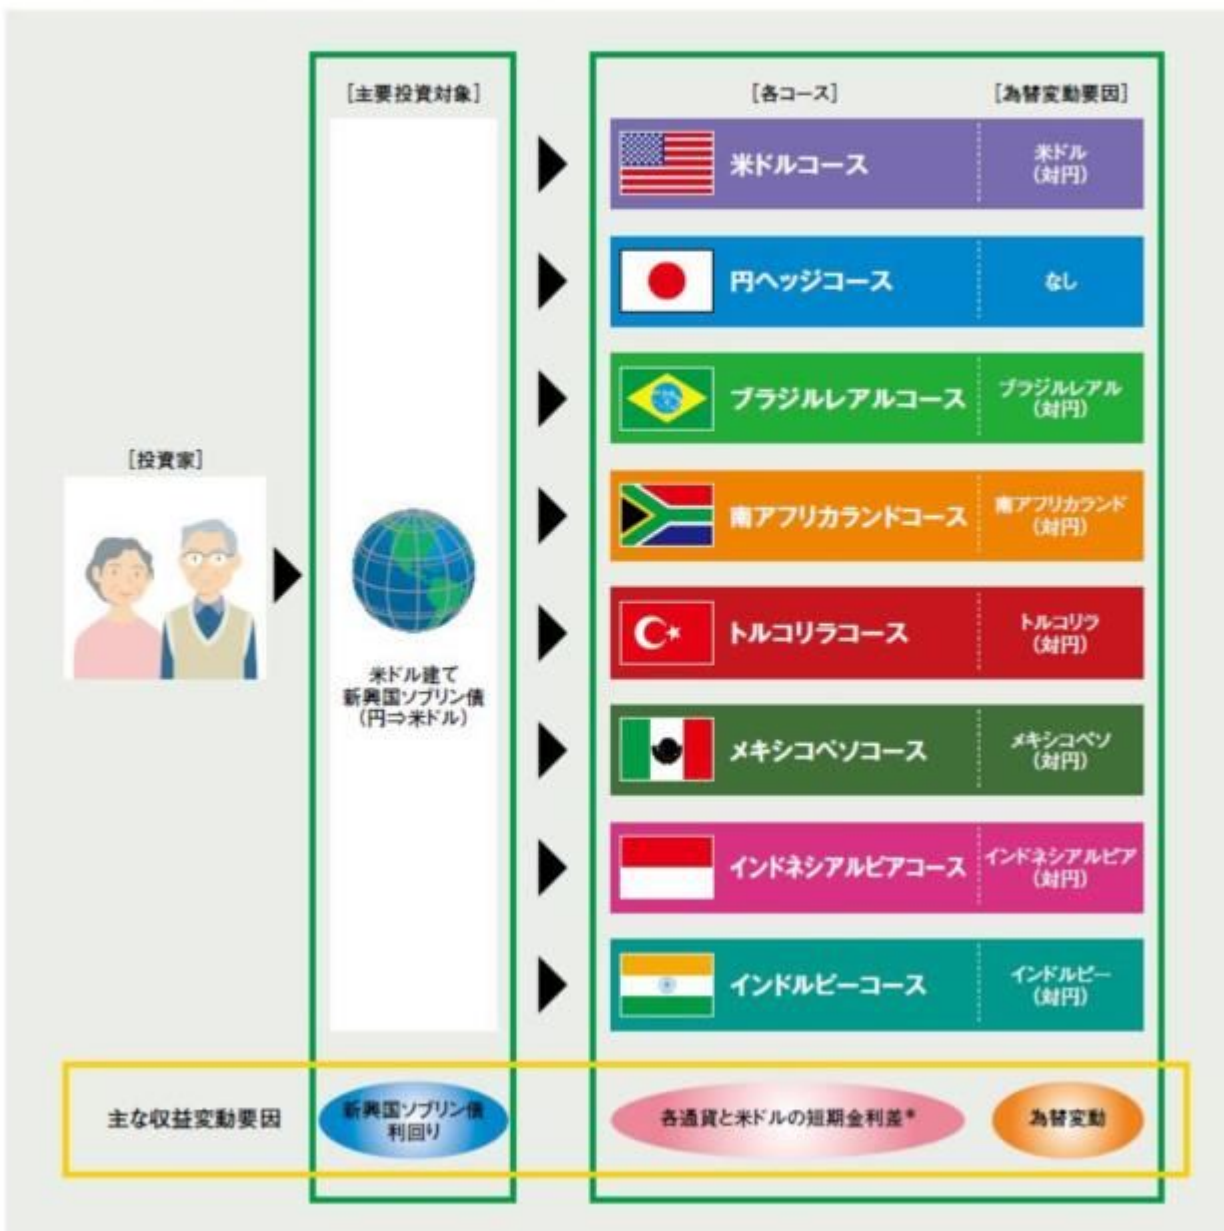 [主要投資対象]
[各コース]
[為替変動要因]
米ドルコース
米ドル
(対円)
円ヘッジコース
なし
ブラジルレアルコース
ブラジルレアル
(対円)
[投資家]
南アフリカランドコース
南アフリカランド
(対円)
トルコリラコース
トルコリラ
(対円)
米ドル建て
新興国ソブリン債
(円⇒米ドル)
メキシコペソコース
メキシコペソ
(対円)
インドネシアルピアコース
インドネシアルピア
(対円)
インドルピーコース
インドルピー
(対円)
主な収益変動要因
新興国ソブリン債
利回り
各通貨と米ドルの短期金利差*
為替変動